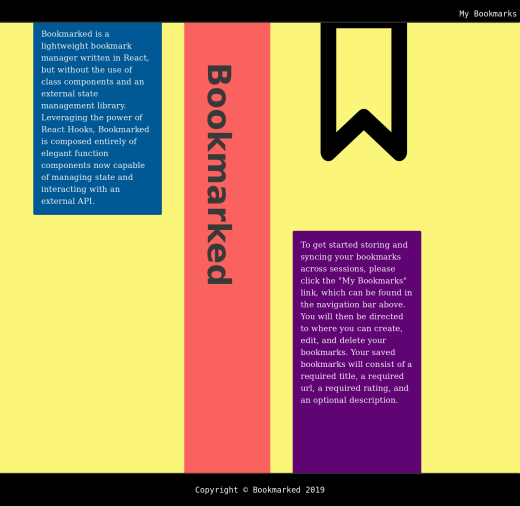 My Bookmarks
Bookmarked is a
lightweight bookmark
manager written in React,
but without the use of
class components and an
external state
management library.
Leveraging the power of
React Hooks, Bookmarked
is composed entirely of
elegant function
components now capable
of managing state and
interacting with an
external API.
Bookmarked
To get started storing and
syncing your bookmarks
across sessions, please
click the "My Bookmarks"
link, which can be found in
the navigation bar above.
You will then be directed
to where you can create,
edit, and delete your
bookmarks. Your saved
bookmarks will consist of a
required title, a required
url, a required rating, and
an optional description.
Copyright © Bookmarked 2019